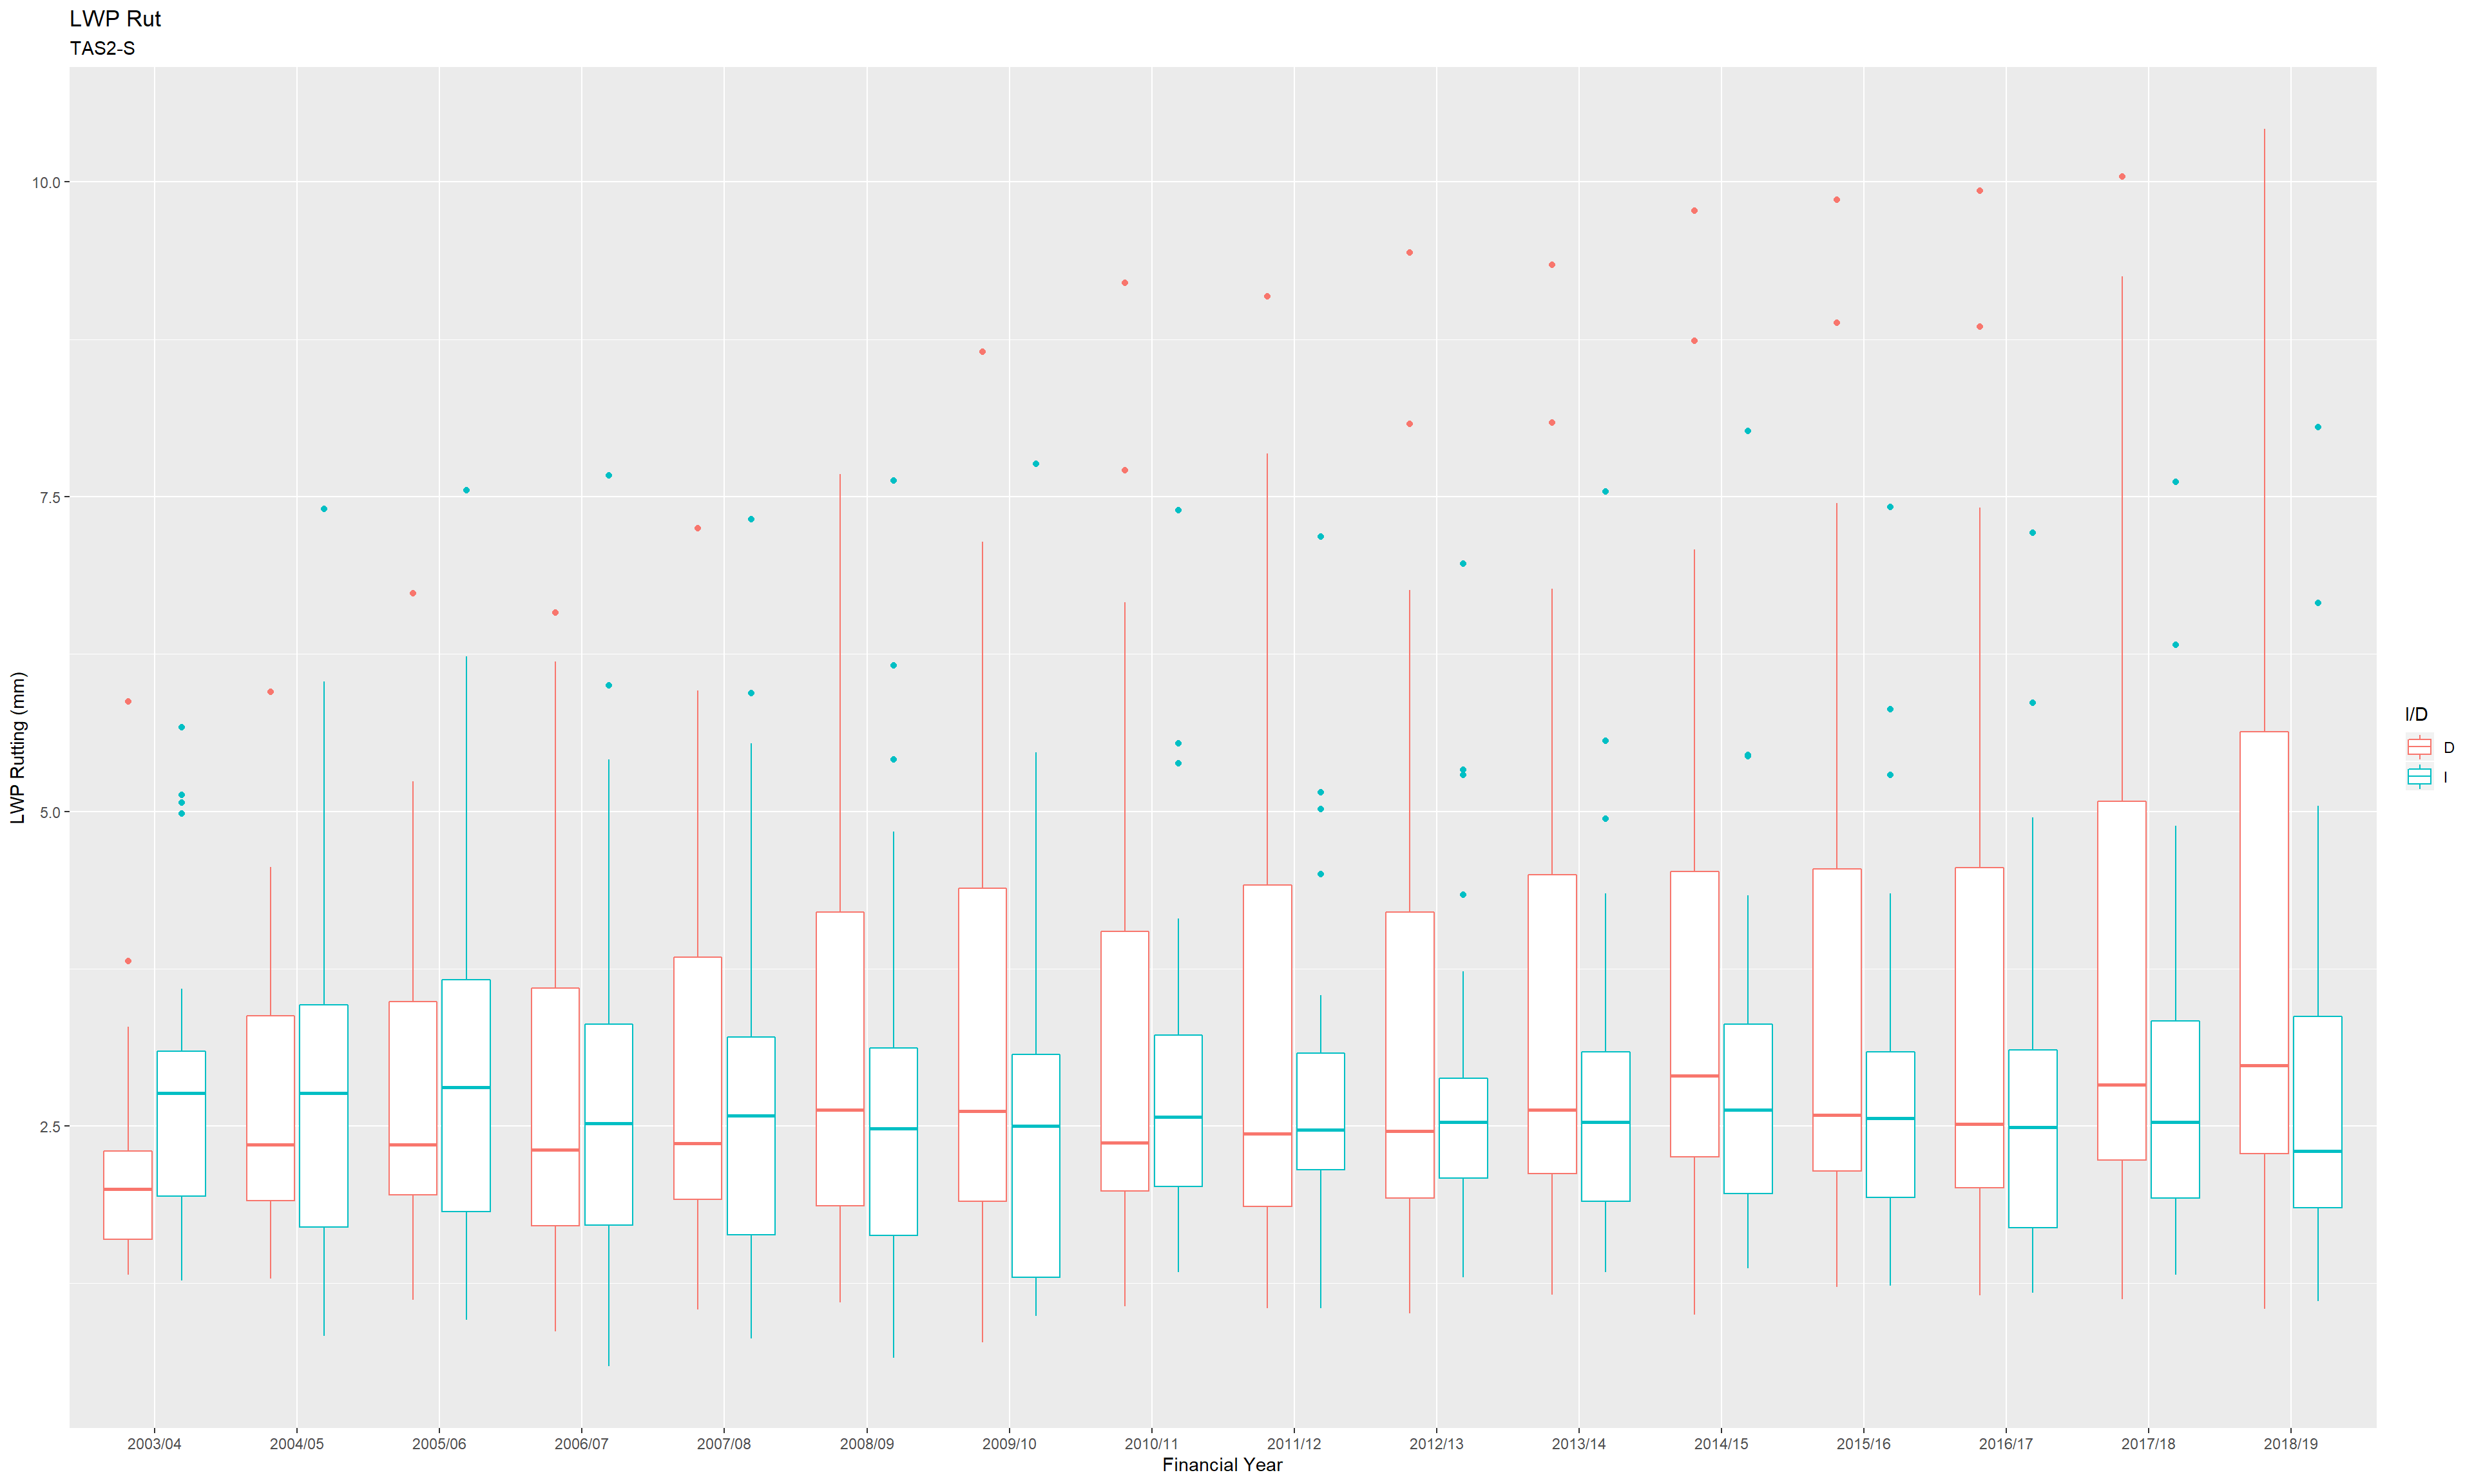 LWP Rut
TAS2-S
LWP Rutting (mm)
10.0
7.5
5.0
2.5
2003/04
2004/05
2005/06
2006/07
2007/08
2008/09
2009/10
2010/11
2011/12
2012/13
2013/14
2014/15
2015/16
2016/17
2017/18
2018/19
Financial Year
I/D
D
I